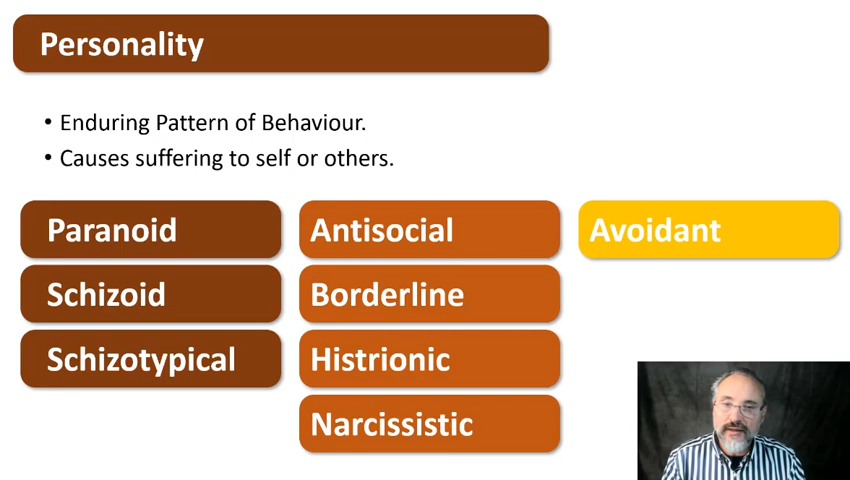 Personality
• Enduring Pattern of Behaviour.
• Causes suffering to self or others.
Paranoid
Schizoid
Schizotypical
Antisocial
Borderline
Histrionic
Narcissistic
Avoidant